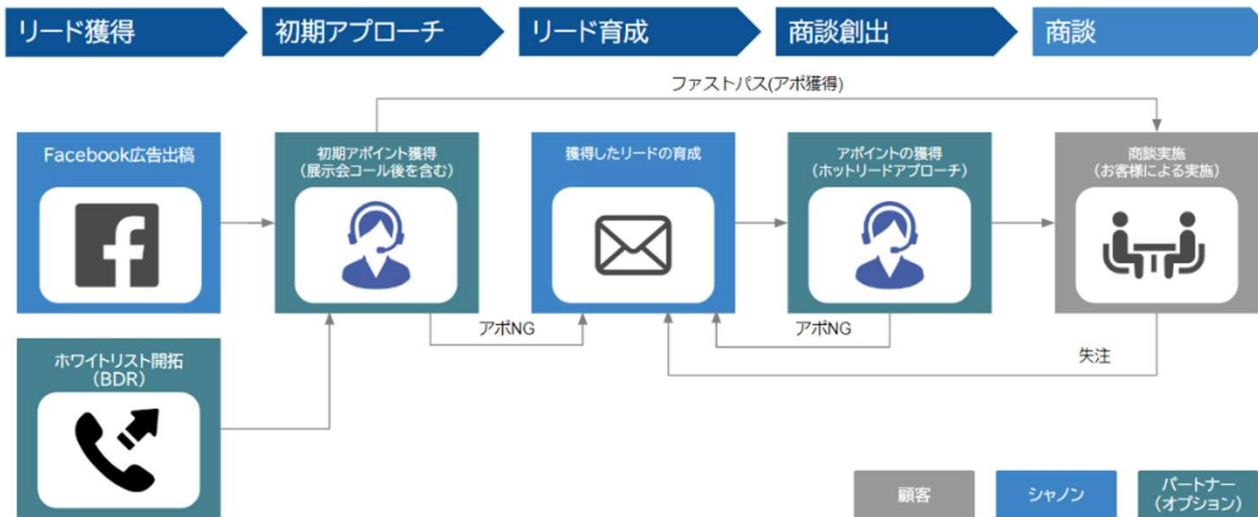 リード獲得
初期アプローチ
リード育成
商談創出
商談
ファストパス(アポ獲得)
Facebook広告出稿
初期アポイント獲得
(展示会コール後を含む)
獲得したリードの育成
アポイントの獲得
(ホットリードアプローチ)
商談実施
(お客様による実施)
アポNG
アポNG
失注
ホワイトリスト開拓
(BDR)
顧客
シャノン
パートナー
(オプション)